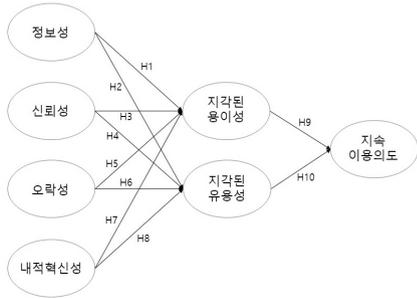 정보성
신뢰성
오락성
내적혁신성
H1
H2
H3
H4
H5
H6
H7
H8
지각된
용이성
지각된
유용성
H9
H10
지속
이용의도